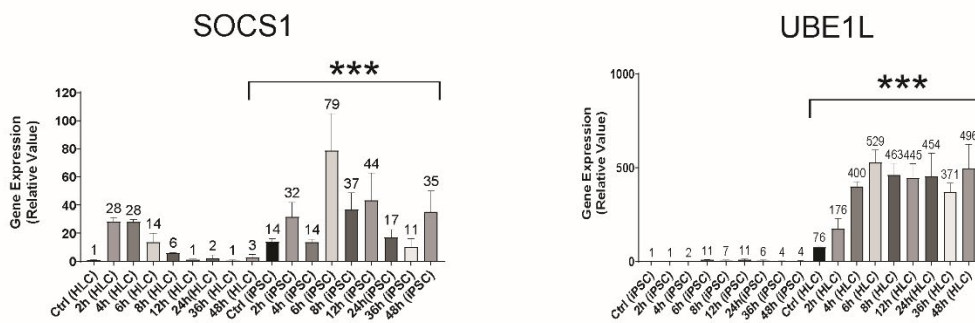 SOCS1
***
Gene Expression
(Relative Value)
120
100
80
60
40
20
0
1
28
28
14
6
1
2
1
3
14
32
14
79
37
44
17
11
35
Ctrl (HLC)
2h (HLC)
4h (HLC)
6h (HLC)
8h (HLC)
12h (HLC)
24h(HLC)
36h (HLC)
48h (HLC)
Ctrl (iPSC)
2h (iPSC)
4h (iPSC)
6h (iPSC)
8h (iPSC)
12h (iPSC)
24h(iPSC)
36h (iPSC)
48h (iPSC)
UBE1L
***
Gene Expression
(Relative Value)
1000
500
0
1
1
2
11
7
11
6
4
4
76
176
400
529
463
445
454
371
496
Ctrl (iPSC)
2h (iPSC)
4h (iPSC)
6h (iPSC)
8h (iPSC)
12h (iPSC)
24h(iPSC)
36h (iPSC)
48h (iPSC)
Ctrl (HLC)
2h (HLC)
4h (HLC)
6h (HLC)
8h (HLC)
12h (HLC)
24h(HLC)
36h (HLC)
48h (HLC)